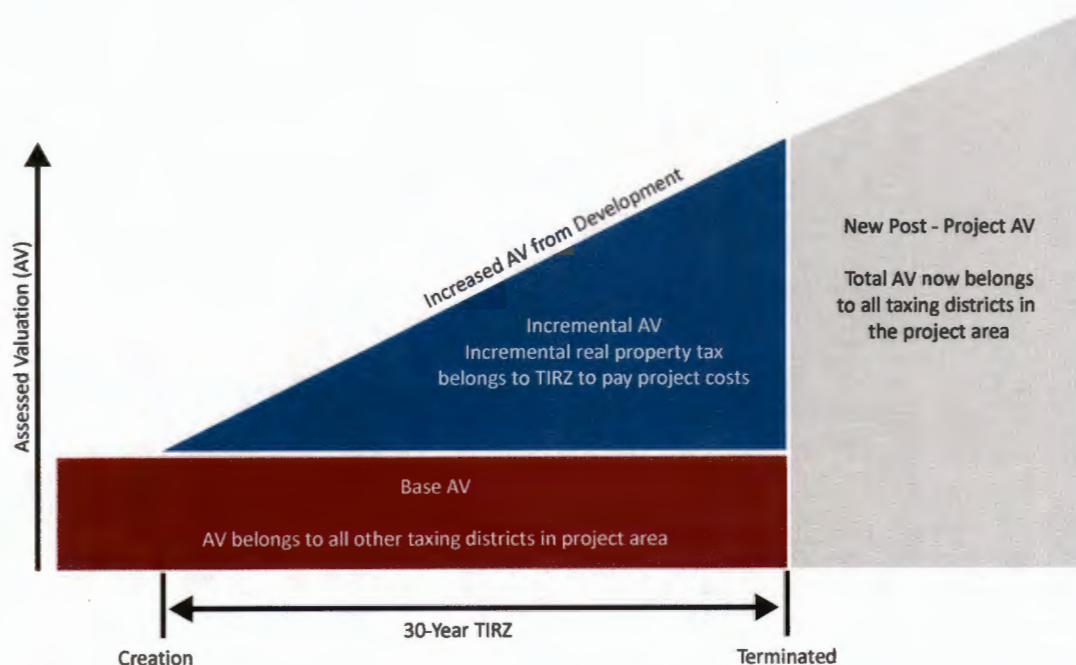 Assessed Valuation (AV)
Increased AV from Development
Incremental AV
Incremental real property tax
belongs to TIRZ to pay project costs
New Post - Project AV
Total AV now belongs
to all taxing districts in
the project area
Base AV
AV belongs to all other taxing districts in project area
30-Year TIRZ
Creation
Terminated